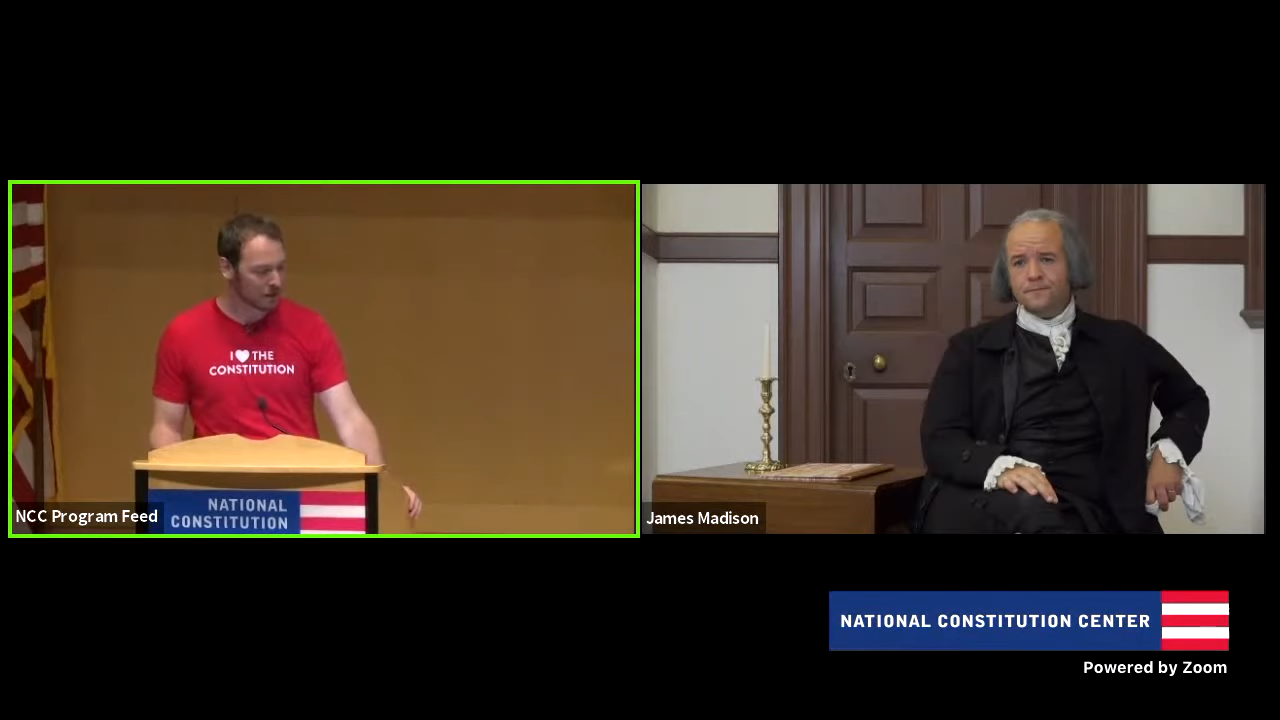 I ❤ THE
CONSTITUTION
NATIONAL
CONSTITUTION
NCC Program Feed
James Madison
NATIONAL CONSTITUTION CENTER
Powered by Zoom